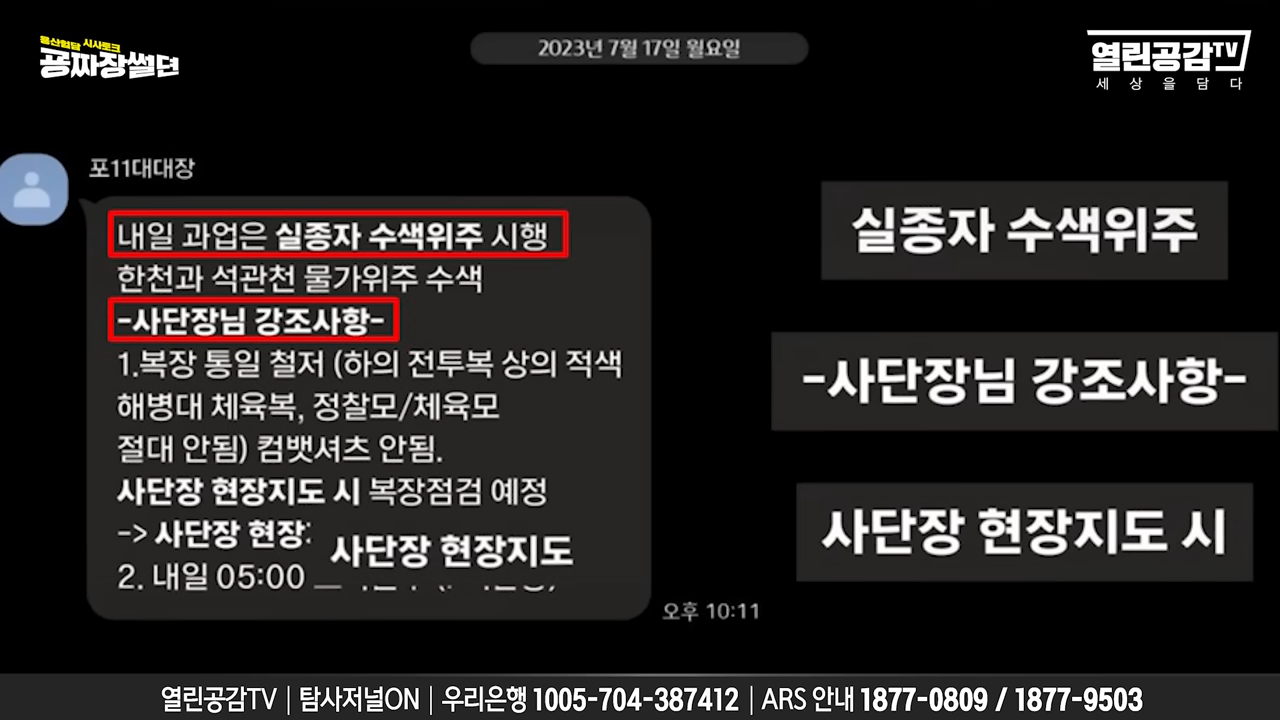 용산험담 시사토크
굥짜장썰뎐
2023년 7월 17일 월요일
열린공감TV
세상을담다
포11대대장
내일 과업은 실종자 수색위주 시행
한천과 석관천 물가위주 수색
-사단장님 강조사항-
1.복장 통일 철저 (하의 전투복 상의 적색
해병대 체육복, 정찰모/체육모
절대 안됨) 컴뱃셔츠 안됨.
사단장 현장지도 시 복장점검 예정
-> 사단장 현장
사단장 현장지도
2. 내일 05:00
오후 10:11
실종자 수색위주
-사단장님 강조사항-
사단장 현장지도 시
열린공감TV | 탐사저널ON | 우리은행 1005-704-387412 | ARS 안내 1877-0809 / 1877-9503